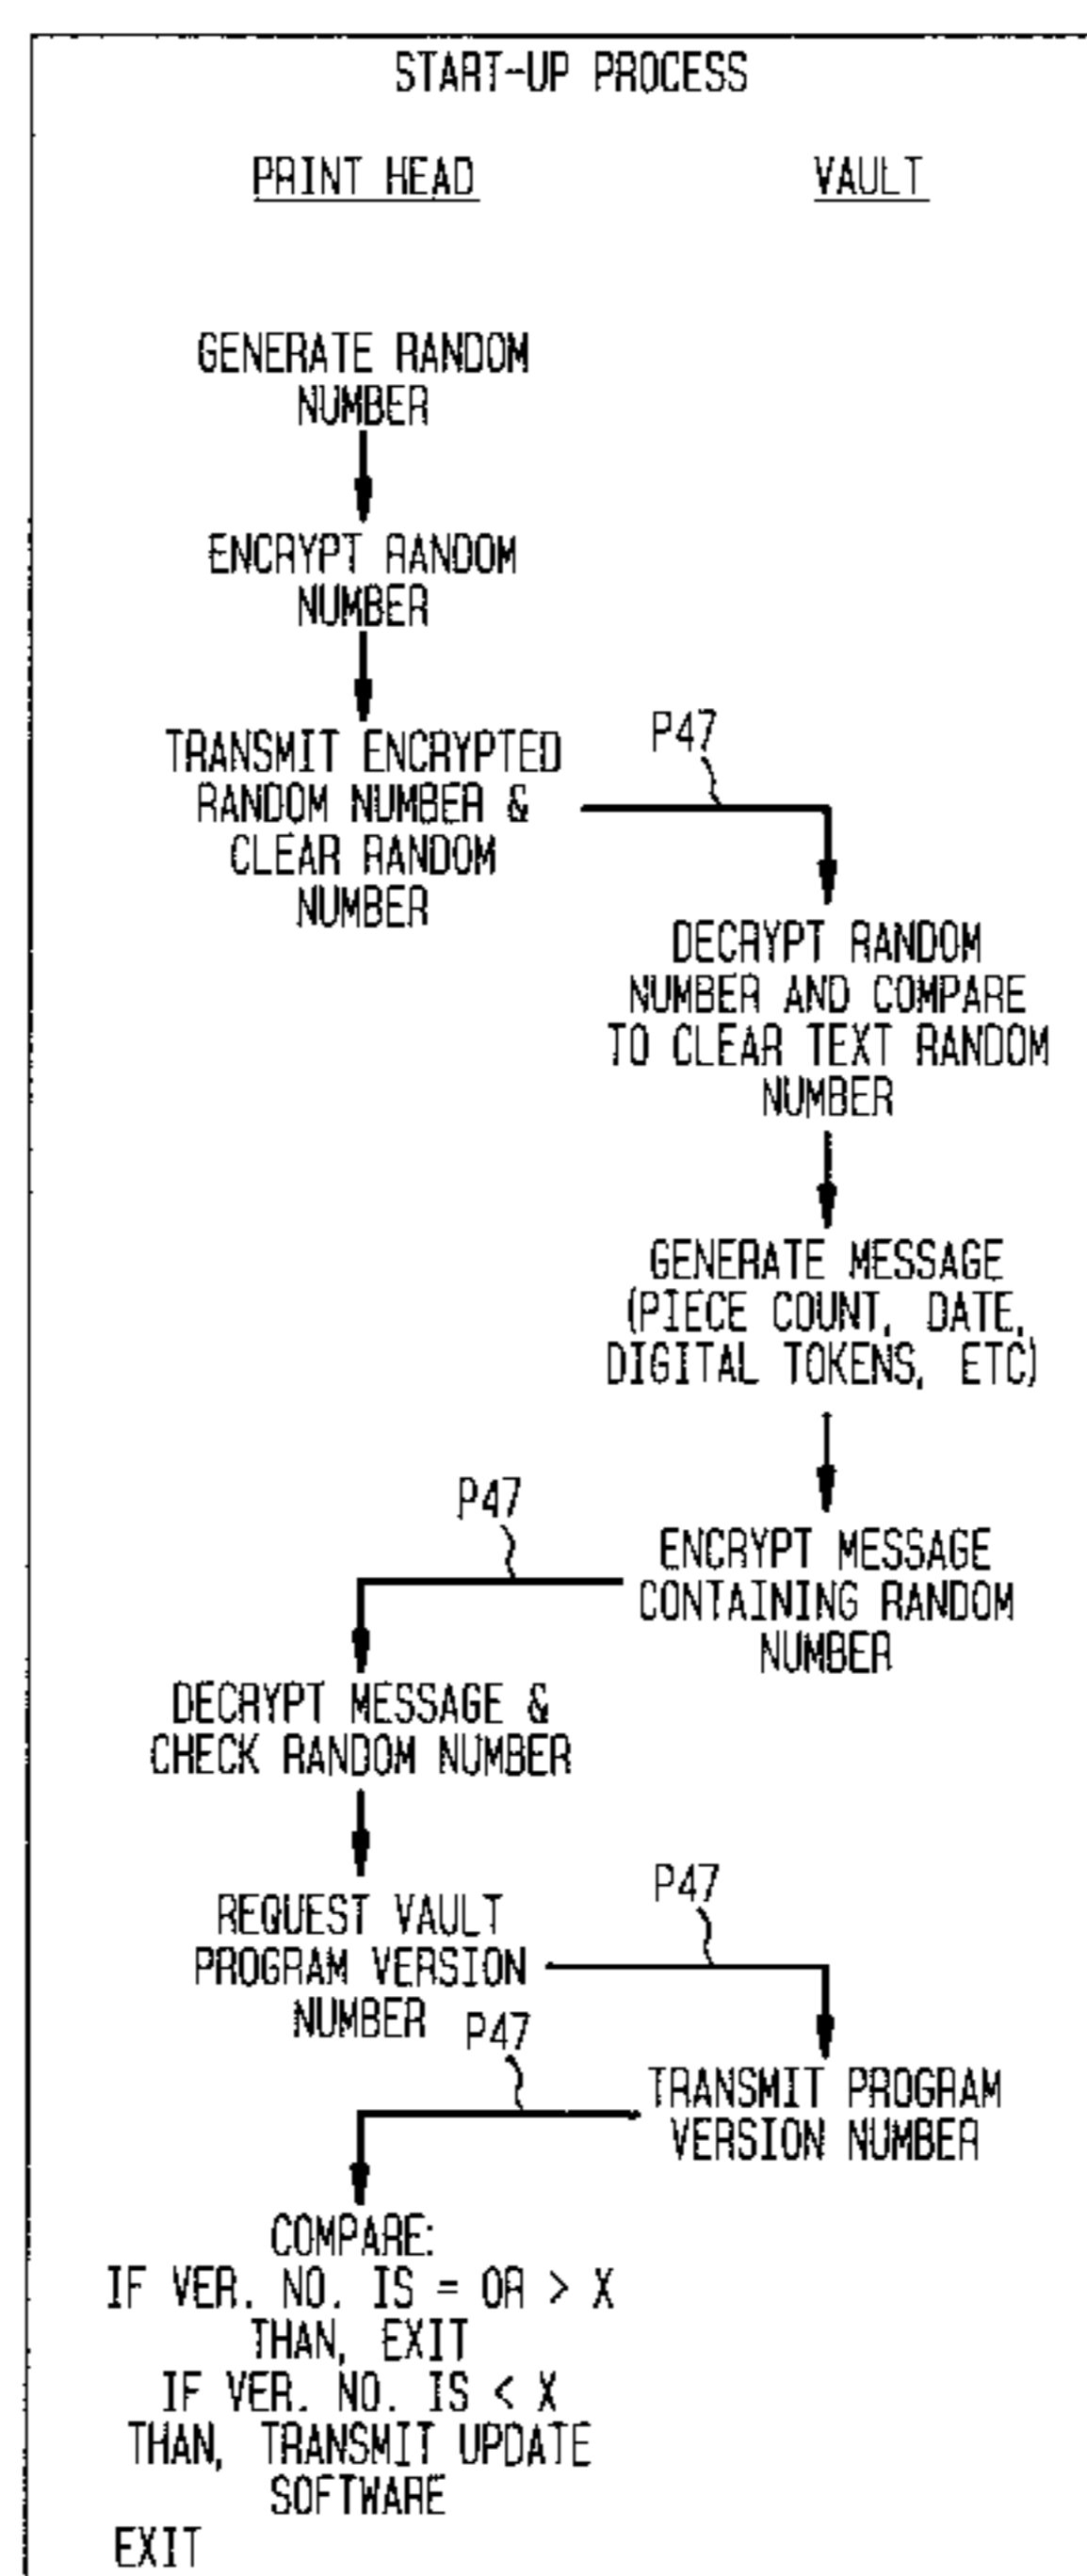 START-UP PROCESS
PRINT HEAD
VAULT
GENERATE RANDOM
NUMBER
ENCRYPT RANDOM
NUMBER
TRANSMIT ENCRYPTED
RANDOM NUMBER &
CLEAR RANDOM
NUMBER
P47
DECRYPT RANDOM
NUMBER AND COMPARE
TO CLEAR TEXT RANDOM
NUMBER
GENERATE MESSAGE
(PIECE COUNT, DATE,
DIGITAL TOKENS, ETC)
P47
ENCRYPT MESSAGE
CONTAINING RANDOM
NUMBER
DECRYPT MESSAGE &
CHECK RANDOM NUMBER
P47
REQUEST VAULT
PROGRAM VERSION
NUMBER
P47
TRANSMIT PROGRAM
VERSION NUMBER
COMPARE:
IF VER. NO. IS = OR > X
THAN, EXIT
IF VER. NO. IS < X
THAN, TRANSMIT UPDATE
SOFTWARE
EXIT